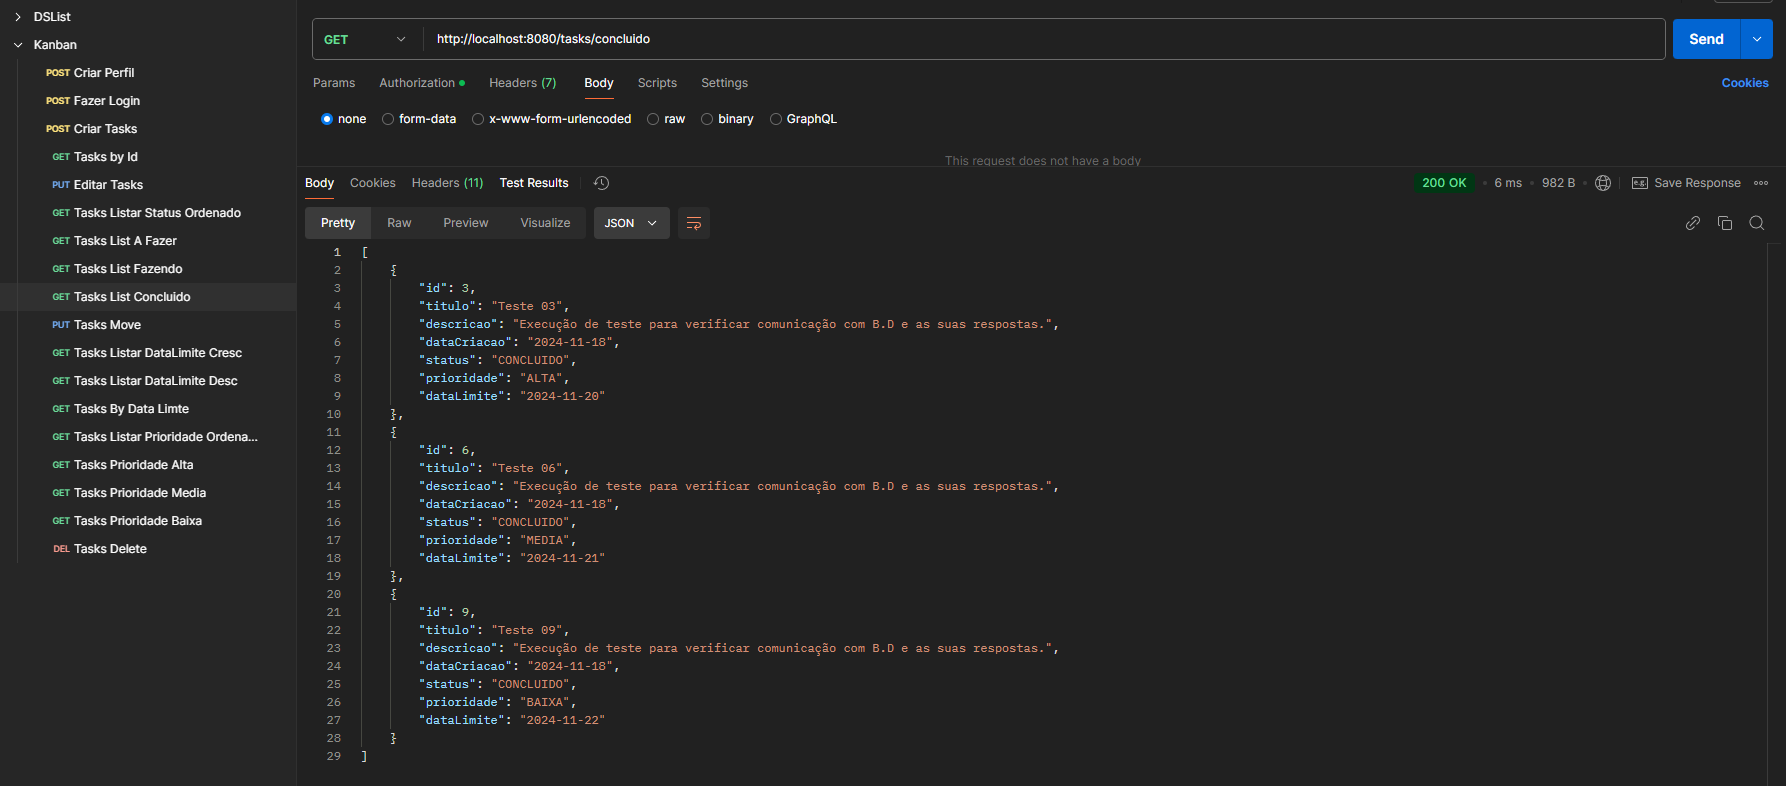 DSList
Kanban
POST Criar Perfil
POST Fazer Login
POST Criar Tasks
GET Tasks by Id
PUT Editar Tasks
GET Tasks Listar Status Ordenado
GET Tasks List A Fazer
GET Tasks List Fazendo
GET Tasks List Concluido
PUT Tasks Move
GET Tasks Listar DataLimite Cresc
GET Tasks Listar DataLimite Desc
GET Tasks By Data Limte
GET Tasks Listar Prioridade Ordena...
GET Tasks Prioridade Alta
GET Tasks Prioridade Media
GET Tasks Prioridade Baixa
DEL Tasks Delete
GET http://localhost:8080/tasks/concluido Send
Params Authorization Headers (7) Body Scripts Settings Cookies
none form-data x-www-form-urlencoded raw binary GraphQL
This request does not have a body
Body Cookies Headers (11) Test Results 200 OK 6 ms 982 B e.g. Save Response
Pretty Raw Preview Visualize JSON
1 [
2 {
3 "id": 3,
4 "titulo": "Teste 03",
5 "descricao": "Execução de teste para verificar comunicação com B.D e as suas respostas.",
6 "dataCriacao": "2024-11-18",
7 "status": "CONCLUIDO",
8 "prioridade": "ALTA",
9 "dataLimite": "2024-11-20"
10 },
11 {
12 "id": 6,
13 "titulo": "Teste 06",
14 "descricao": "Execução de teste para verificar comunicação com B.D e as suas respostas.",
15 "dataCriacao": "2024-11-18",
16 "status": "CONCLUIDO",
17 "prioridade": "MEDIA",
18 "dataLimite": "2024-11-21"
19 },
20 {
21 "id": 9,
22 "titulo": "Teste 09",
23 "descricao": "Execução de teste para verificar comunicação com B.D e as suas respostas.",
24 "dataCriacao": "2024-11-18",
25 "status": "CONCLUIDO",
26 "prioridade": "BAIXA",
27 "dataLimite": "2024-11-22"
28 }
29 ]